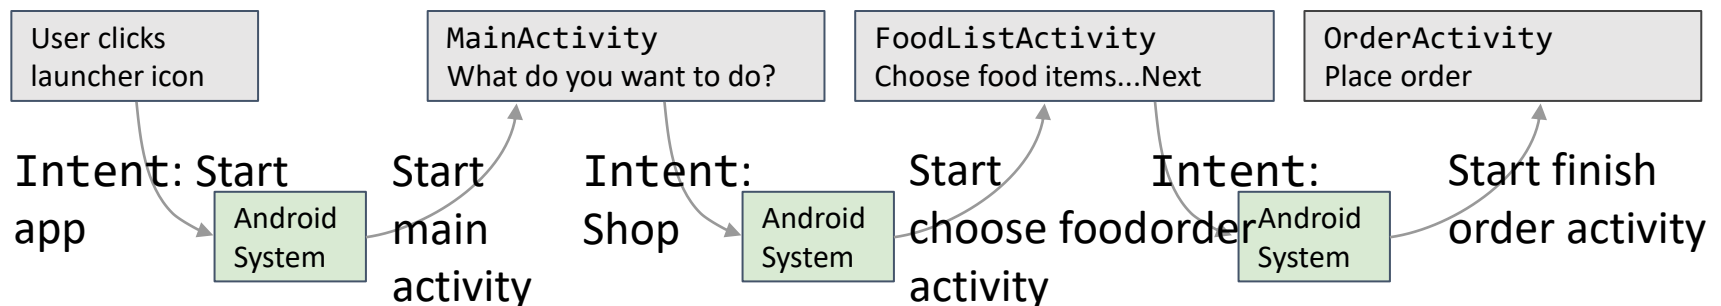 User clicks
launcher icon
MainActivity
What do you want to do?
FoodListActivity
Choose food items...Next
OrderActivity
Place order
Intent: Start
app
Android
System
Start
main
activity
Intent:
Shop
Android
System
Start
choose food
activity
Intent:
order
Android
System
Start finish
order activity